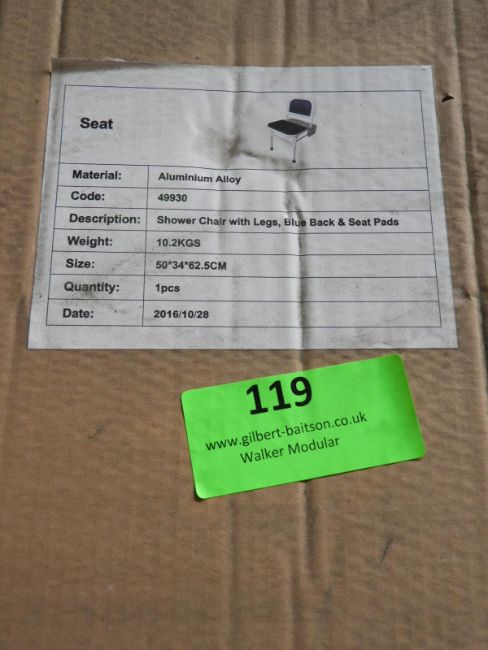 Seat
Material: Aluminium Alloy
Code: 49930
Description: Shower Chair with Legs, Blue Back & Seat Pads
Weight: 10.2KGS
Size: 50*34*62.5CM
Quantity: 1pcs
Date: 2016/10/28
119
www.gilbert-baitson.co.uk
Walker Modular